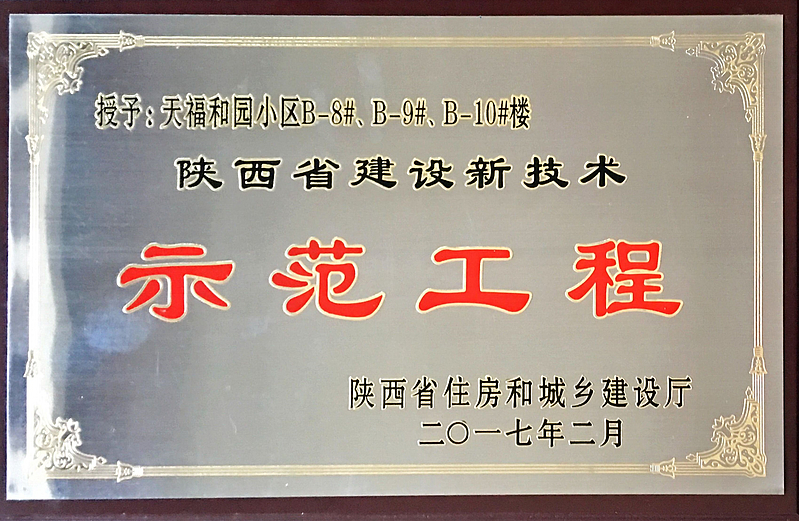 授予：天福和园小区B-8#、B-9#、B-10#楼
陕西省建设新技术
示范工程
陕西省住房和城乡建设厅
二〇一七年二月